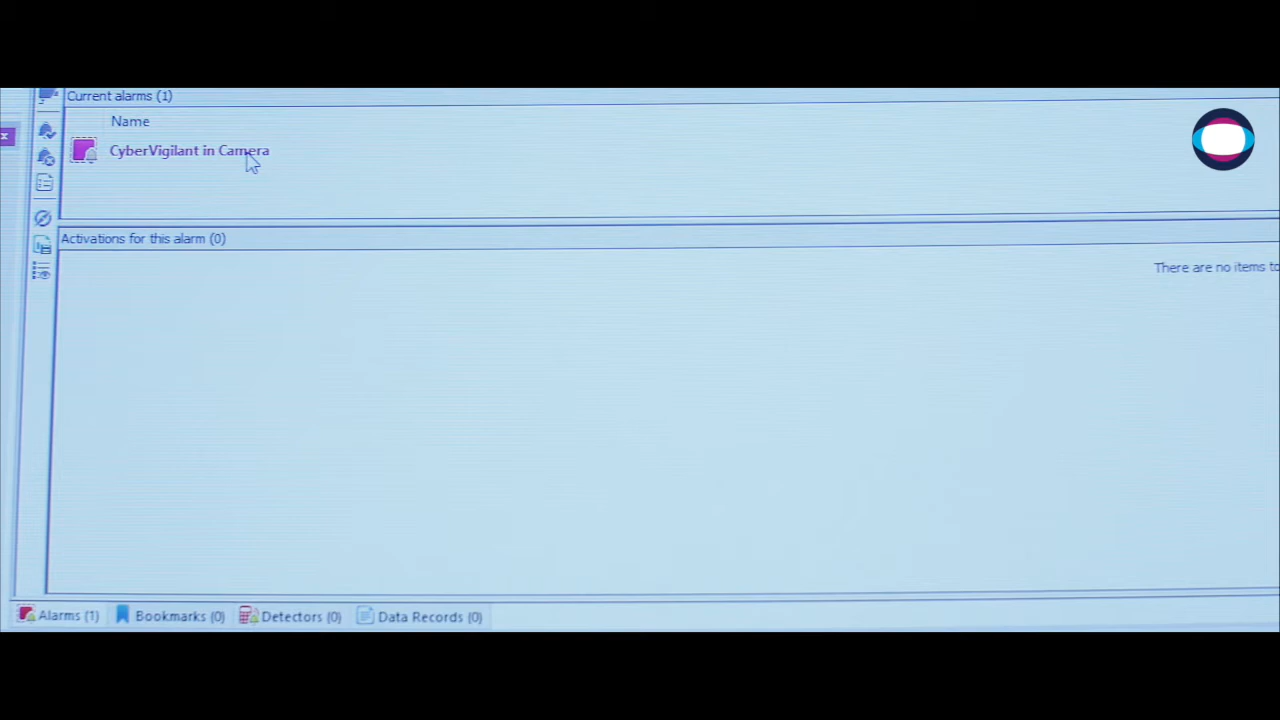 Current alarms (1)
Name
CyberVigilant in Camera
Activations for this alarm (0)
There are no items to
x
Alarms (1)
Bookmarks (0)
Detectors (0)
Data Records (0)